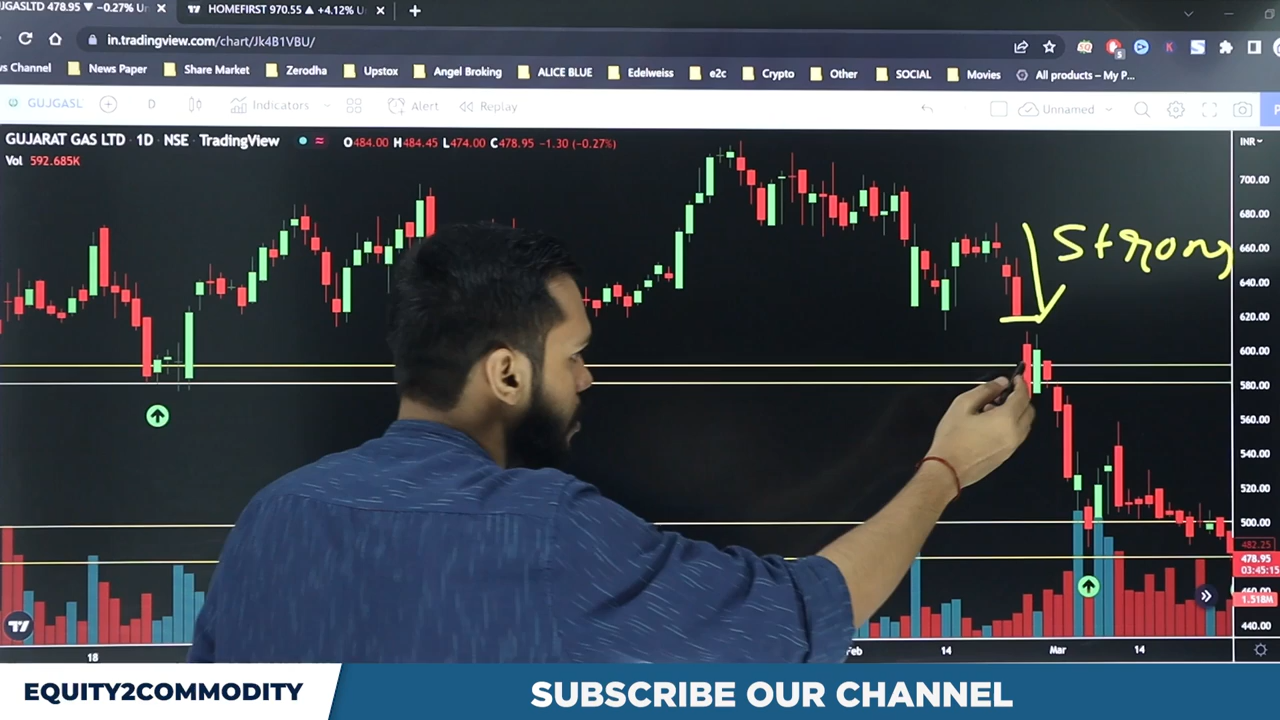 JGASLTD 478.95 ▼ −0.27% Un
HOMEFIRST 970.55 ▲ +4.12% U
in.tradingview.com/chart/Jk4B1VBU/
ws Channel News Paper Share Market Zerodha Upstox Angel Broking ALICE BLUE Edelweiss e2c Crypto Other SOCIAL Movies All products – My P...
GUJGASL D Indicators Alert Replay Unnamed P
GUJARAT GAS LTD · 1D · NSE · TradingView O484.00 H484.45 L474.00 C478.95 −1.30 (−0.27%)
INR
Vol 592.685K
700.00
680.00
Strong
660.00
640.00
620.00
600.00
580.00
560.00
540.00
520.00
500.00
482.25
478.95
03:45:15
460.00
1.518M
440.00
18 Feb 14 Mar 14
EQUITY2COMMODITY
SUBSCRIBE OUR CHANNEL